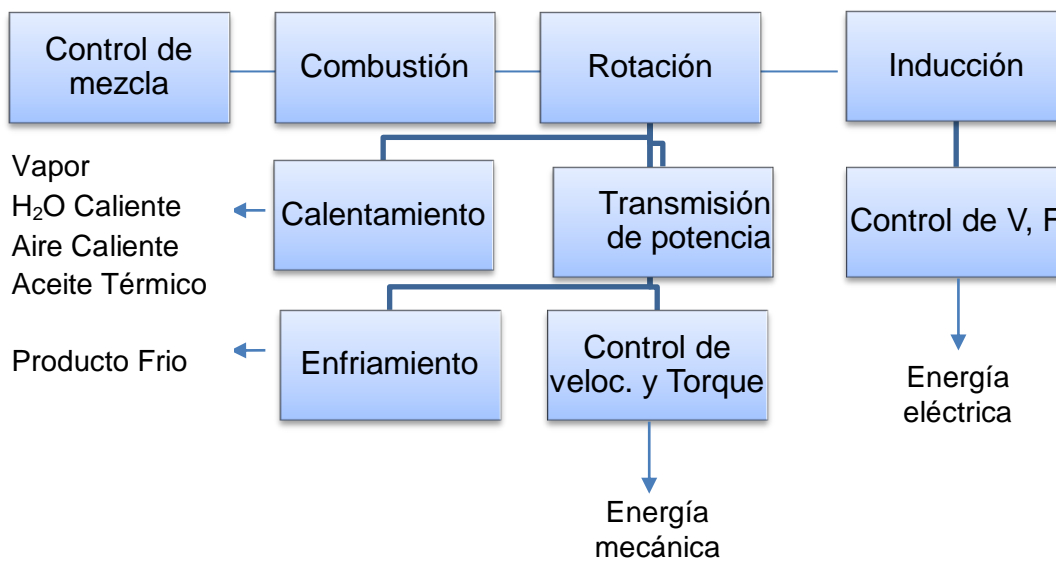 Control de
mezcla
Combustión
Rotación
Inducción
Vapor
H₂O Caliente
Aire Caliente
Aceite Térmico
Calentamiento
Transmisión
de potencia
Control de V, F
Producto Frio
Enfriamiento
Control de
veloc. y Torque
Energía
eléctrica
Energía
mecánica